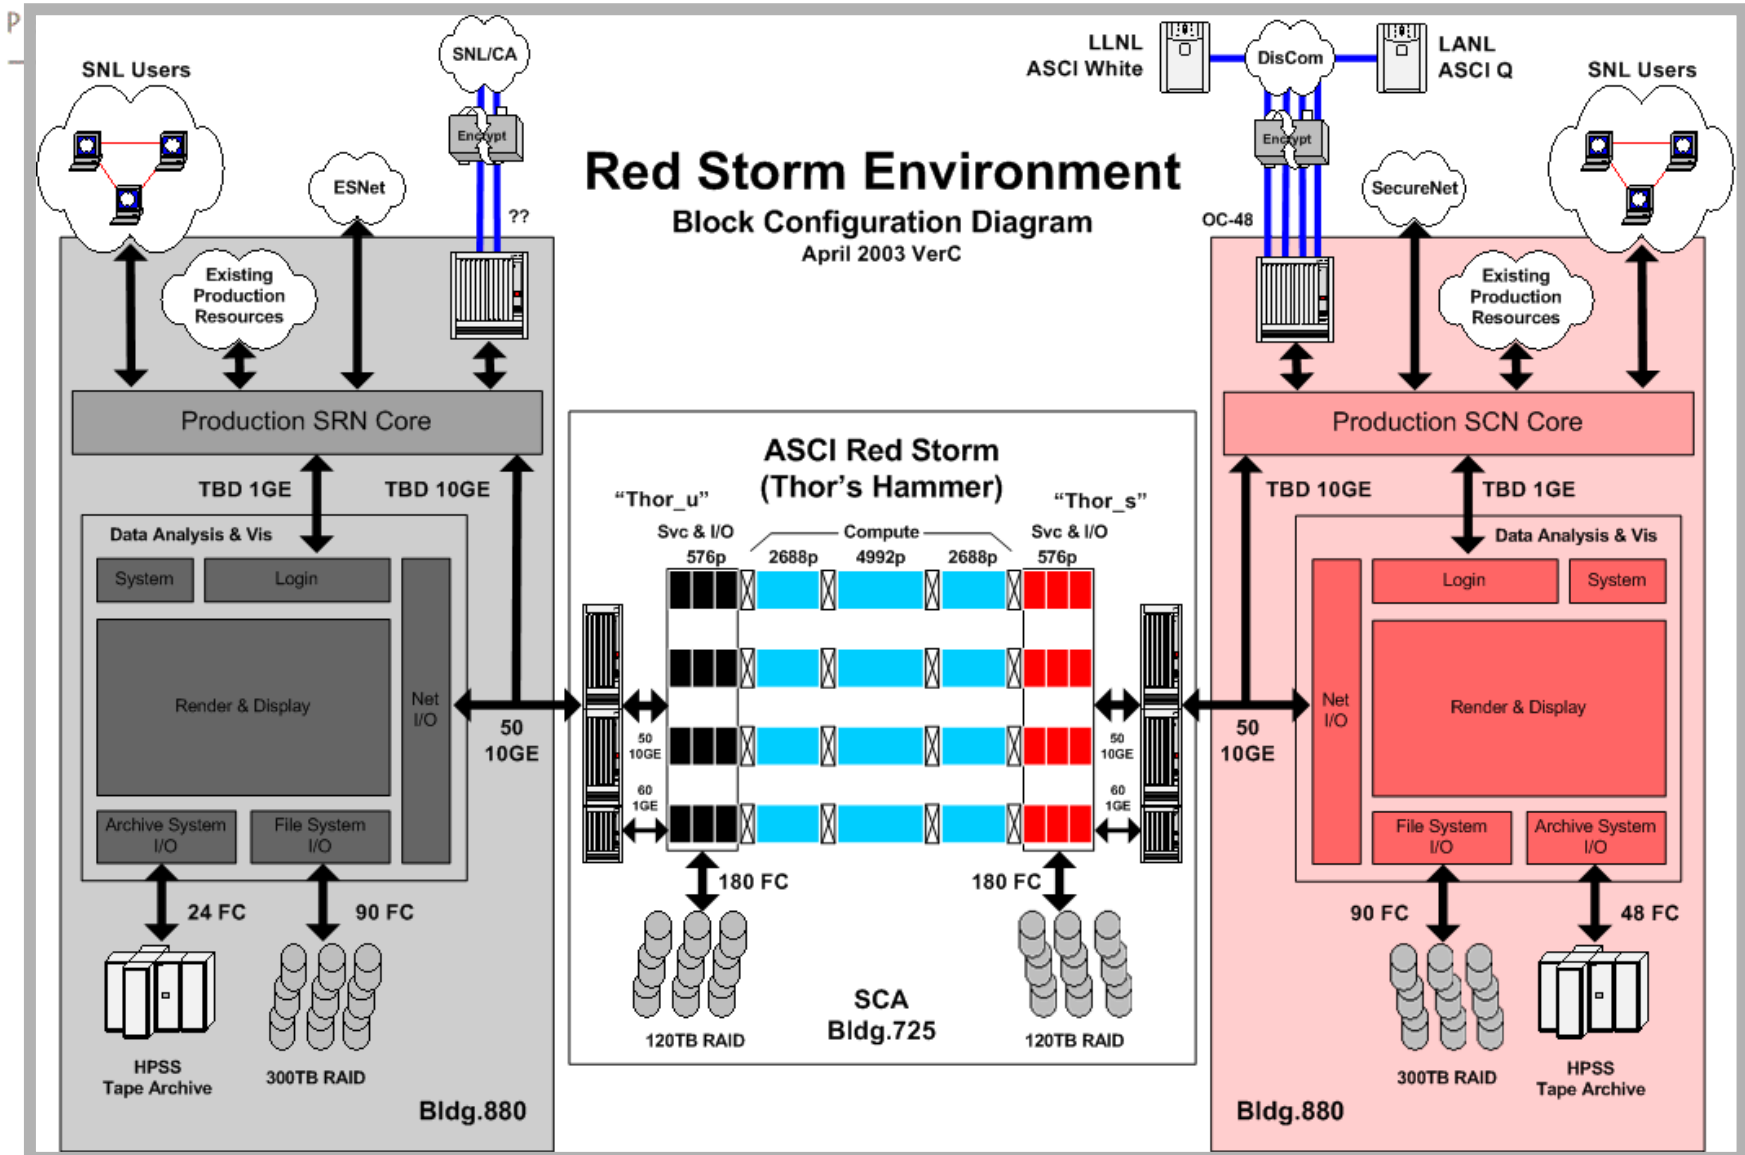 P
SNL Users
SNL/CA
Encrypt
ESNet
??
Existing
Production
Resources
Production SRN Core
TBD 1GE
TBD 10GE
Data Analysis & Vis
System
Login
Render & Display
Net
I/O
Archive System
I/O
File System
I/O
50
10GE
24 FC
90 FC
HPSS
Tape Archive
300TB RAID
Bldg.880
Red Storm Environment
Block Configuration Diagram
April 2003 VerC
ASCI Red Storm
(Thor's Hammer)
“Thor_u”
“Thor_s”
Svc & I/O
Compute
Svc & I/O
576p
2688p
4992p
2688p
576p
50
10GE
60
1GE
50
10GE
60
1GE
180 FC
180 FC
120TB RAID
SCA
Bldg.725
120TB RAID
LLNL
ASCI White
DisCom
LANL
ASCI Q
SNL Users
Encrypt
OC-48
SecureNet
Existing
Production
Resources
Production SCN Core
TBD 10GE
TBD 1GE
Data Analysis & Vis
Login
System
Net
I/O
Render & Display
File System
I/O
Archive System
I/O
50
10GE
90 FC
48 FC
300TB RAID
HPSS
Tape Archive
Bldg.880